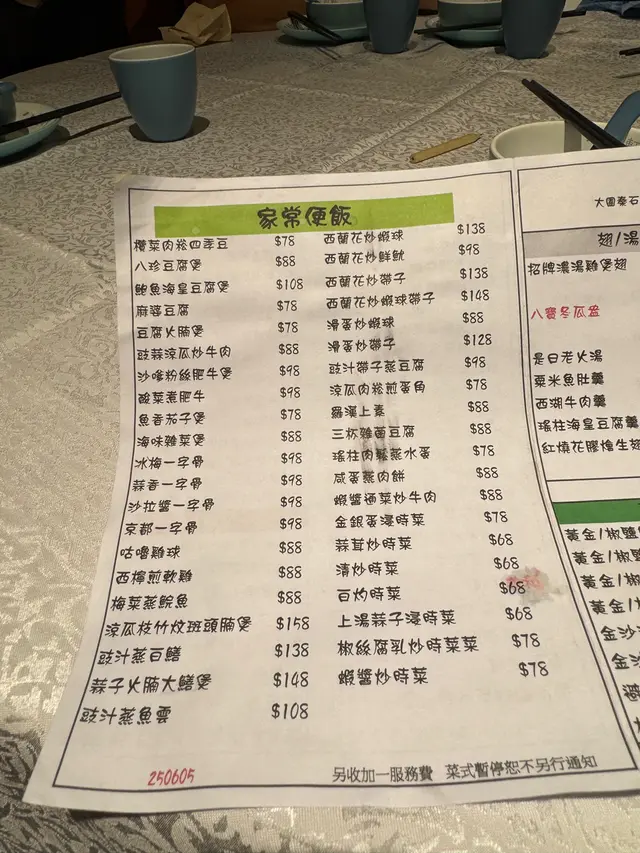 家常便飯
欖菜肉崧四季豆 $78
八珍豆腐煲 $88
鮑魚海皇豆腐煲 $108
麻婆豆腐 $78
豆腐火腩煲 $78
豉蒜涼瓜炒牛肉 $88
沙嗲粉絲肥牛煲 $98
酸菜煮肥牛 $98
魚香茄子煲 $78
海味雜菜煲 $88
冰梅一字骨 $98
蒜香一字骨 $98
沙拉醬一字骨 $98
京都一字骨 $98
咕嚕雞球 $88
西檸煎軟雞 $88
梅菜蒸鯇魚 $88
涼瓜枝竹炆班頭腩煲 $158
豉汁蒸白鱔 $138
蒜子火腩大鱔煲 $148
豉汁蒸魚雲 $108
西蘭花炒蝦球 $138
西蘭花炒鮮魷 $98
西蘭花炒帶子 $138
西蘭花炒蝦球帶子 $148
滑蛋炒蝦球 $88
滑蛋炒帶子 $128
豉汁帶子蒸豆腐 $98
涼瓜肉崧煎蛋角 $78
羅漢上素 $88
三杯雜菌豆腐 $88
瑤柱肉鬆蒸水蛋 $78
咸蛋蒸肉餅 $88
蝦醬通菜炒牛肉 $88
金銀蛋浸時菜 $78
蒜茸炒時菜 $68
清炒時菜 $68
白灼時菜 $68
上湯蒜子浸時菜 $68
椒絲腐乳炒時菜菜 $78
蝦醬炒時菜 $78
250605
另收加一服務費 菜式暫停恕不另行通知
大圍秦石
翅/湯
招牌濃湯雞煲翅
八寶冬瓜盅
是日老火湯
粟米魚肚羹
西湖牛肉羹
瑤柱海皇豆腐羹
紅燒花膠燴生翅
黃金/椒鹽
黃金/椒鹽
黃金/椒
黃金/
金沙
金沙
避